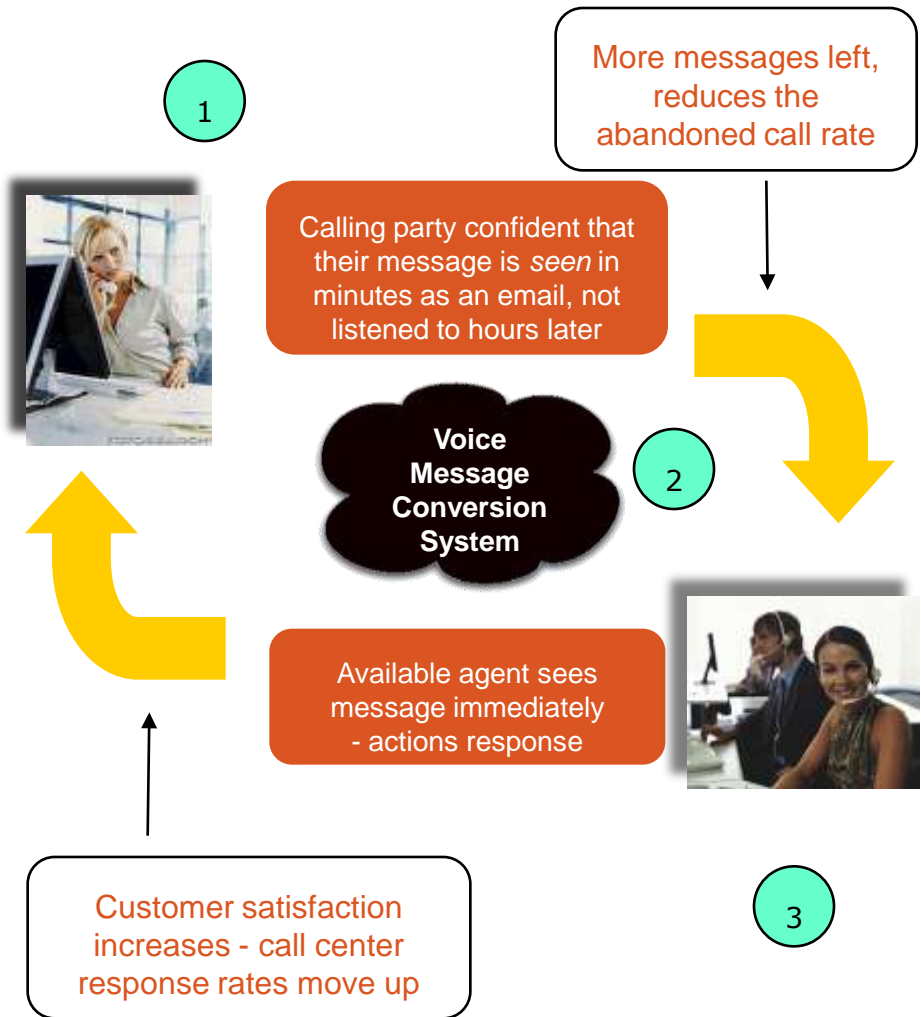 1
More messages left,
reduces the
abandoned call rate
Calling party confident that
their message is seen in
minutes as an email, not
listened to hours later
Voice
Message
Conversion
System
2
Available agent sees
message immediately
- actions response
Customer satisfaction
increases - call center
response rates move up
3